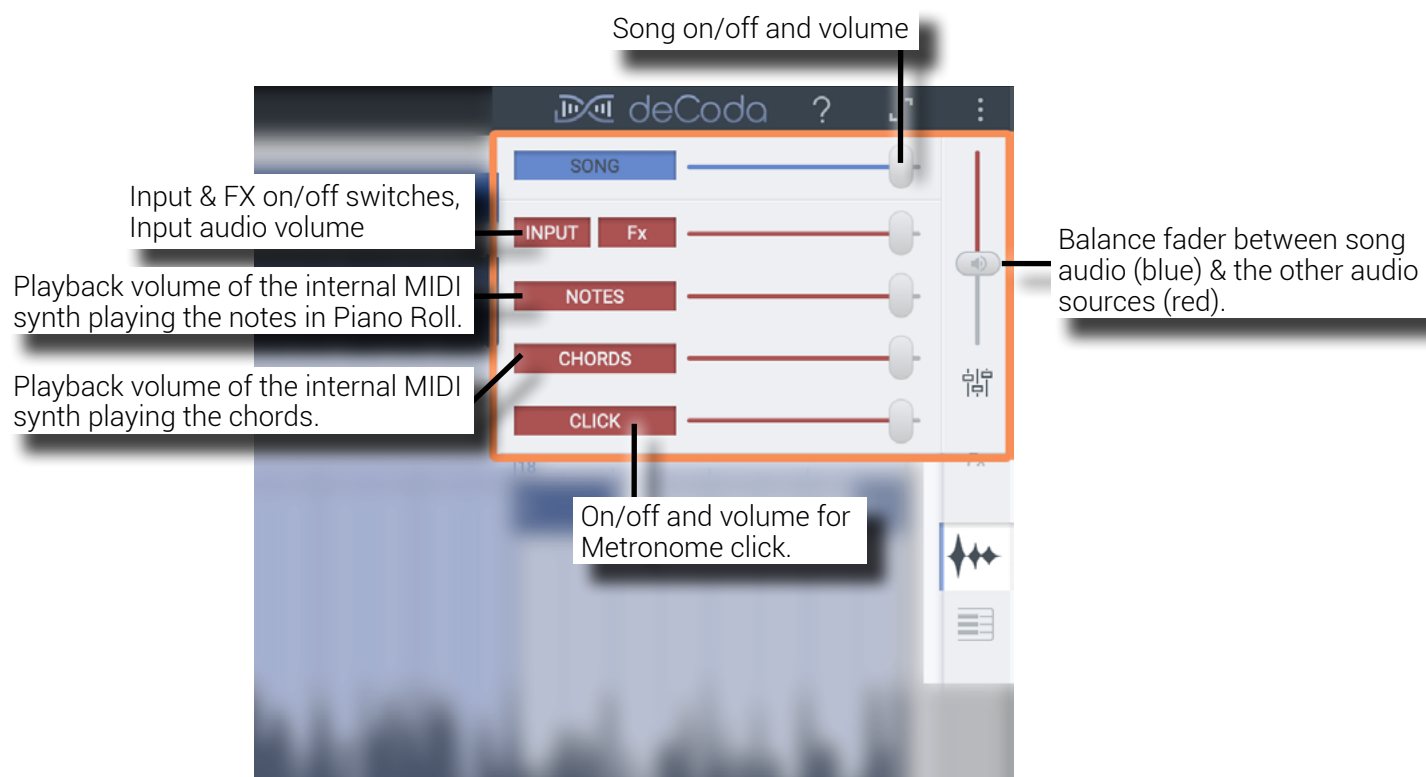 Song on/off and volume
deCoda ?
SONG
Input & FX on/off switches,
Input audio volume
INPUT Fx
Balance fader between song
audio (blue) & the other audio
sources (red).
Playback volume of the internal MIDI
synth playing the notes in Piano Roll.
NOTES
Playback volume of the internal MIDI
synth playing the chords.
CHORDS
CLICK
118
Fx
On/off and volume for
Metronome click.